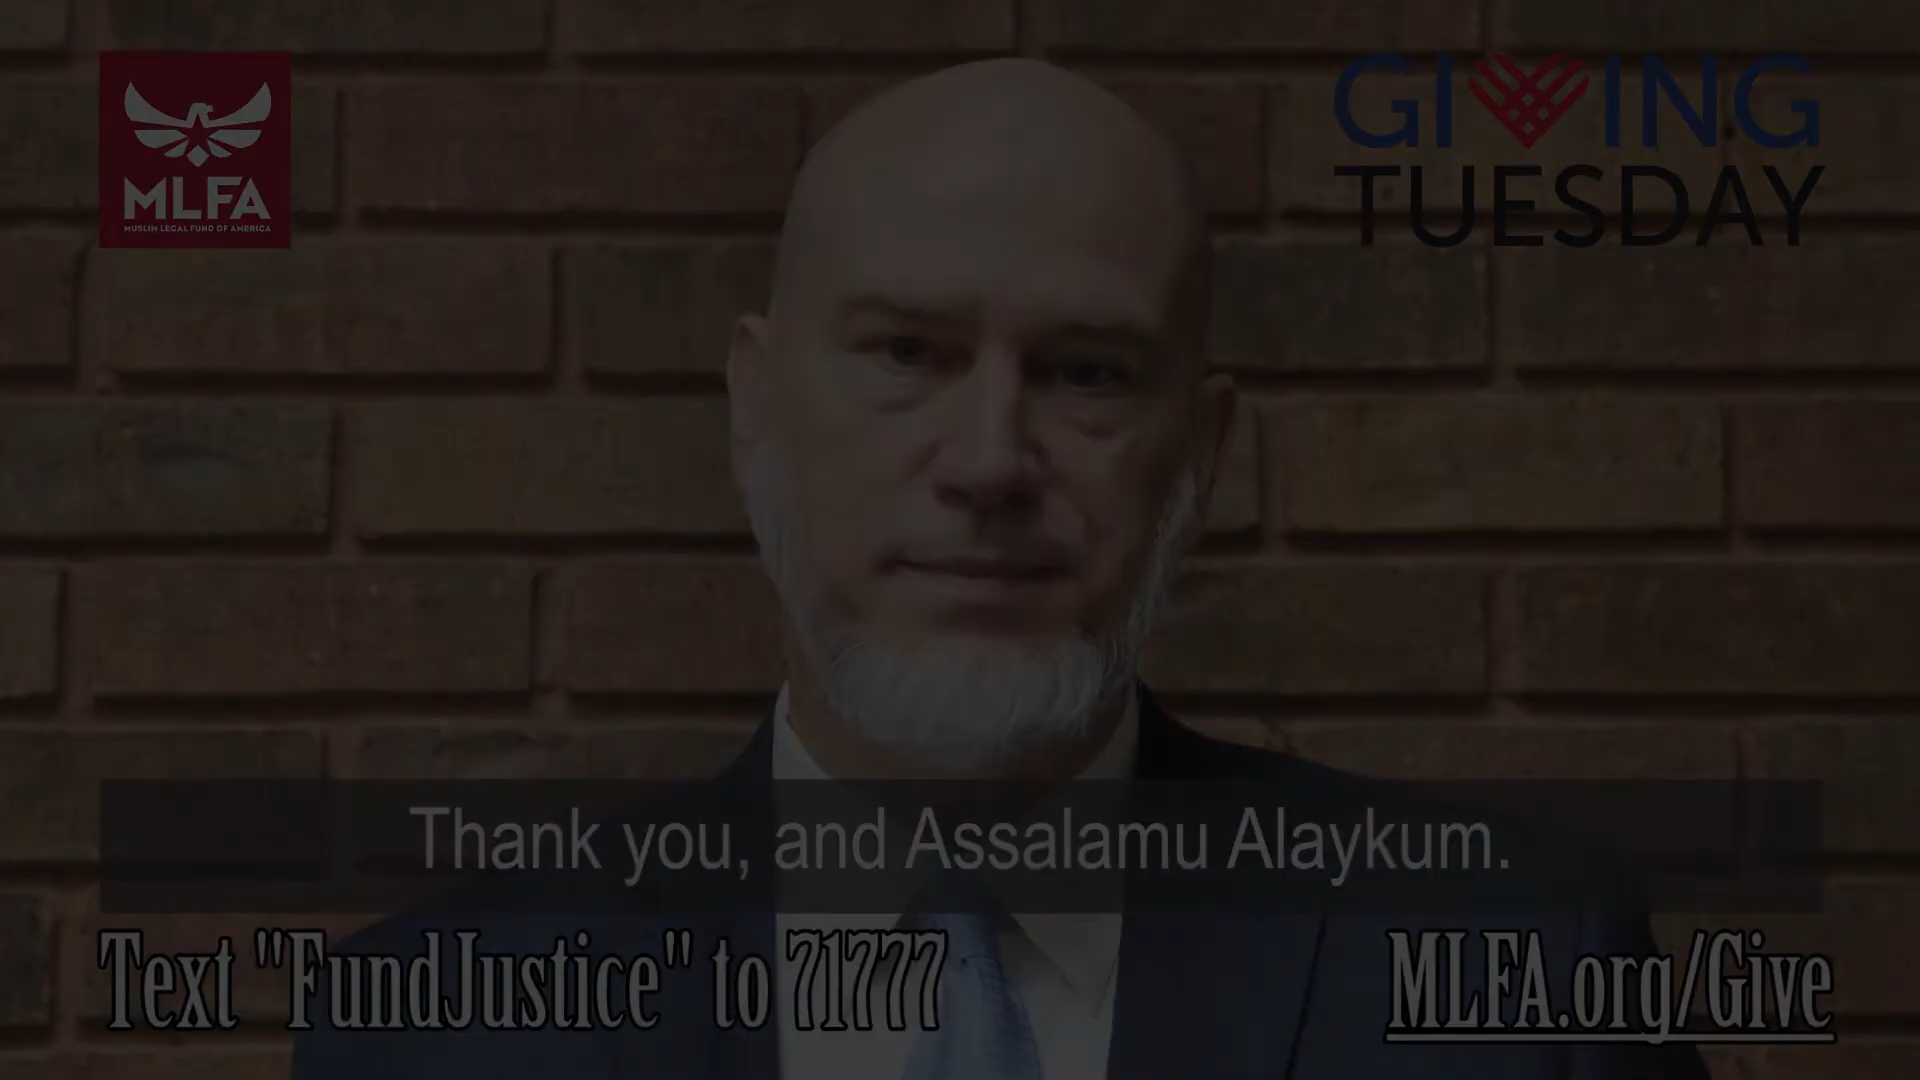 MLFA
MUSLIM LEGAL FUND OF AMERICA
GIVING
TUESDAY
Thank you, and Assalamu Alaykum.
Text "FundJustice" to 71777
MLFA.org/Give